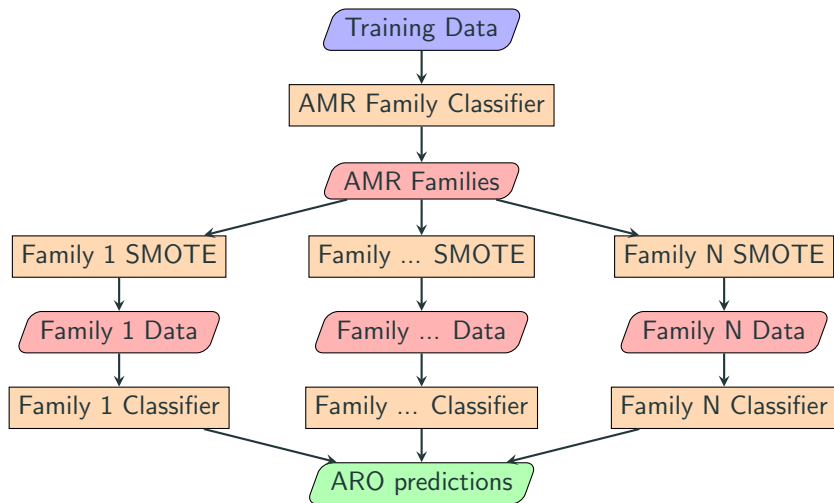 Training Data
AMR Family Classifier
AMR Families
Family 1 SMOTE
Family ... SMOTE
Family N SMOTE
Family 1 Data
Family ... Data
Family N Data
Family 1 Classifier
Family ... Classifier
Family N Classifier
ARO predictions